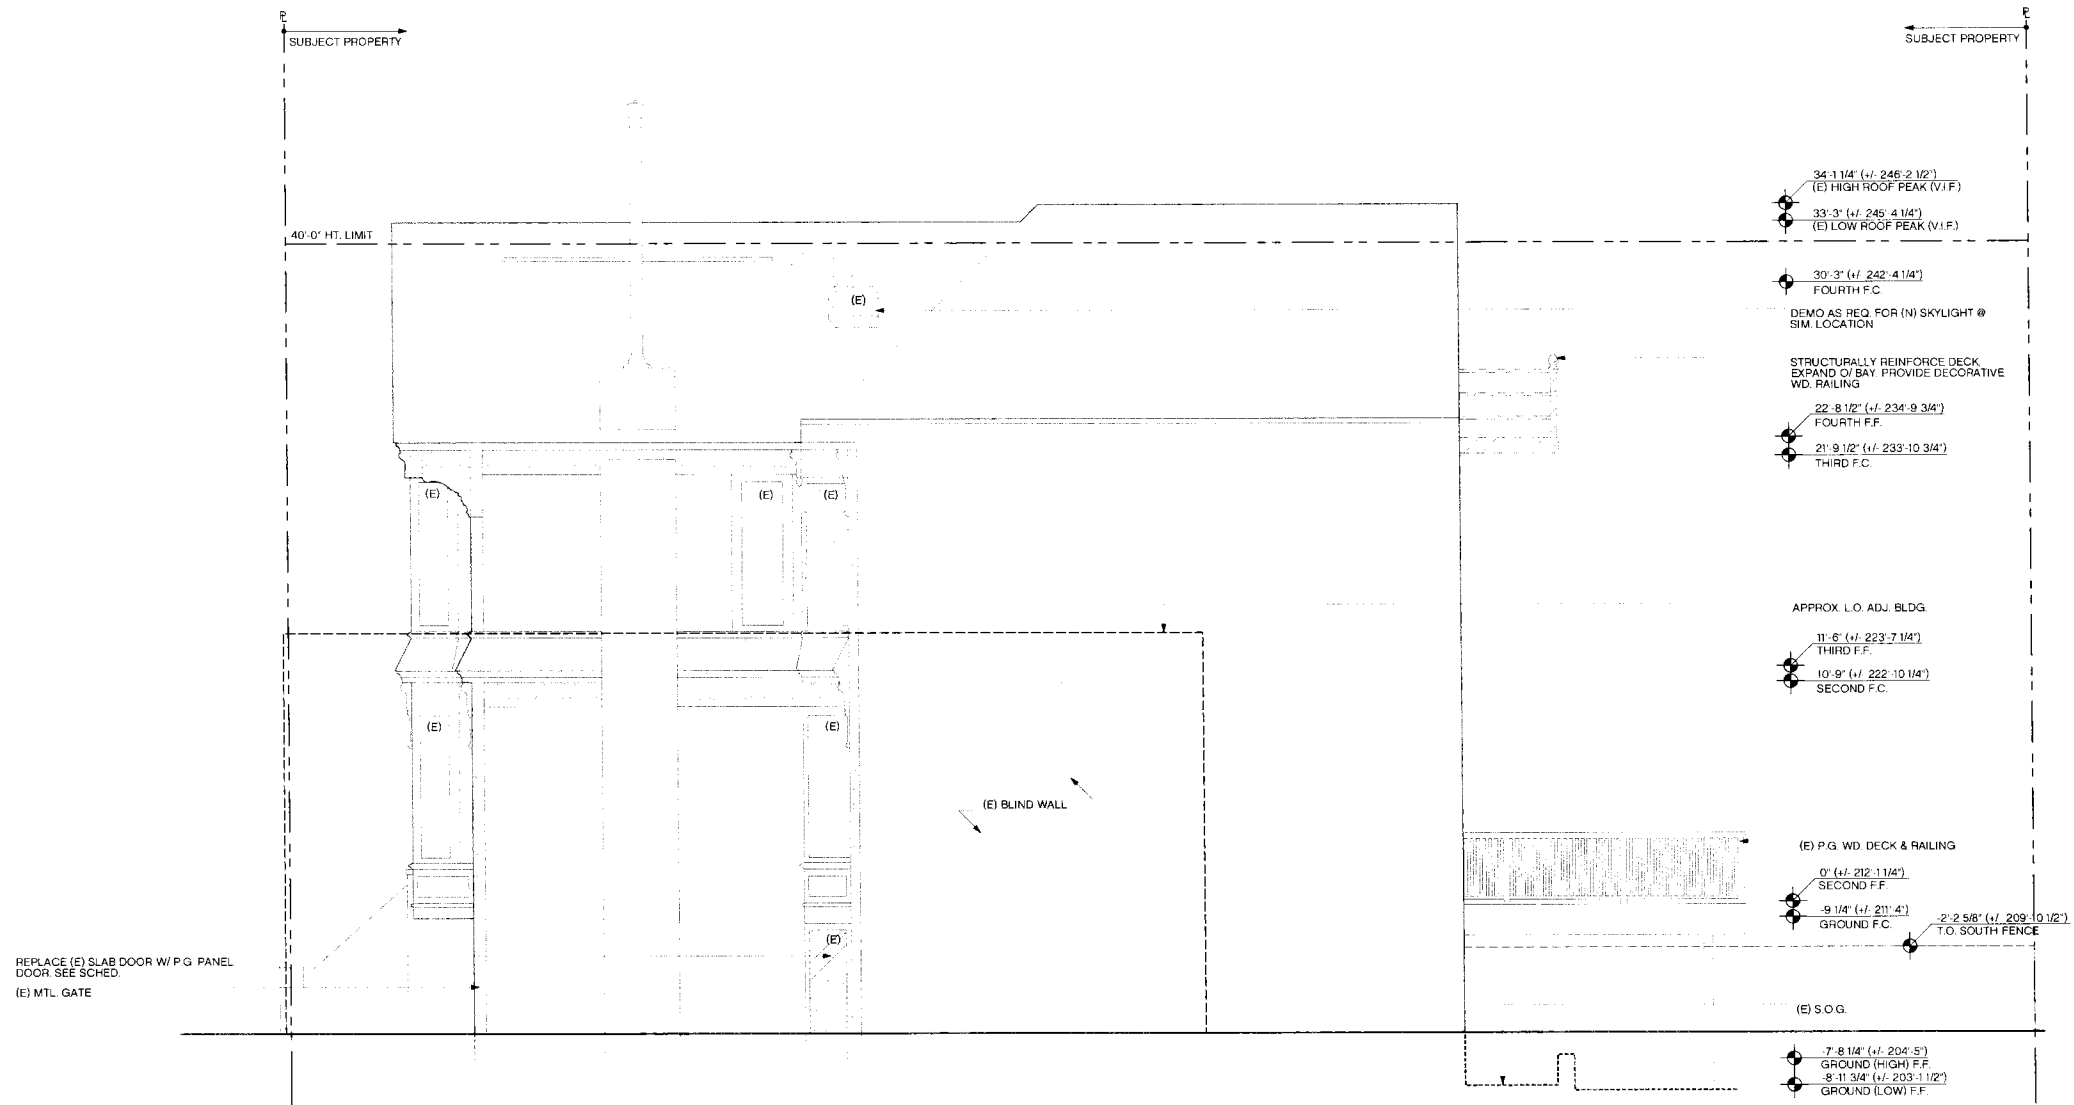 PL
SUBJECT PROPERTY
PL
SUBJECT PROPERTY
34'-1 1/4" (+/- 246'-2 1/2")
(E) HIGH ROOF PEAK (V.I.F.)
33'-3" (+/- 245'-4 1/4")
(E) LOW ROOF PEAK (V.I.F.)
40'-0" HT. LIMIT
30'-3" (+/- 242'-4 1/4")
FOURTH F.C.
(E)
DEMO AS REQ. FOR (N) SKYLIGHT @
SIM. LOCATION
STRUCTURALLY REINFORCE DECK,
EXPAND O/ BAY. PROVIDE DECORATIVE
WD. RAILING
22'-8 1/2" (+/- 234'-9 3/4")
FOURTH F.F.
21'-9 1/2" (+/- 233'-10 3/4")
THIRD F.C.
(E)
(E)
(E)
APPROX. L.O. ADJ. BLDG.
11'-6" (+/- 223'-7 1/4")
THIRD F.F.
10'-9" (+/- 222'-10 1/4")
SECOND F.C.
(E)
(E)
(E) BLIND WALL
(E) P.G. WD. DECK & RAILING
0" (+/- 212'-1 1/4")
SECOND F.F.
-9 1/4" (+/- 211'-4")
GROUND F.C.
-2'-2 5/8" (+/- 209'-10 1/2")
T.O. SOUTH FENCE
(E)
REPLACE (E) SLAB DOOR W/ P.G. PANEL
DOOR. SEE SCHED.
(E) MTL. GATE
(E) S.O.G.
-7'-8 1/4" (+/- 204'-5")
GROUND (HIGH) F.F.
-8'-11 3/4" (+/- 203'-1 1/2")
GROUND (LOW) F.F.